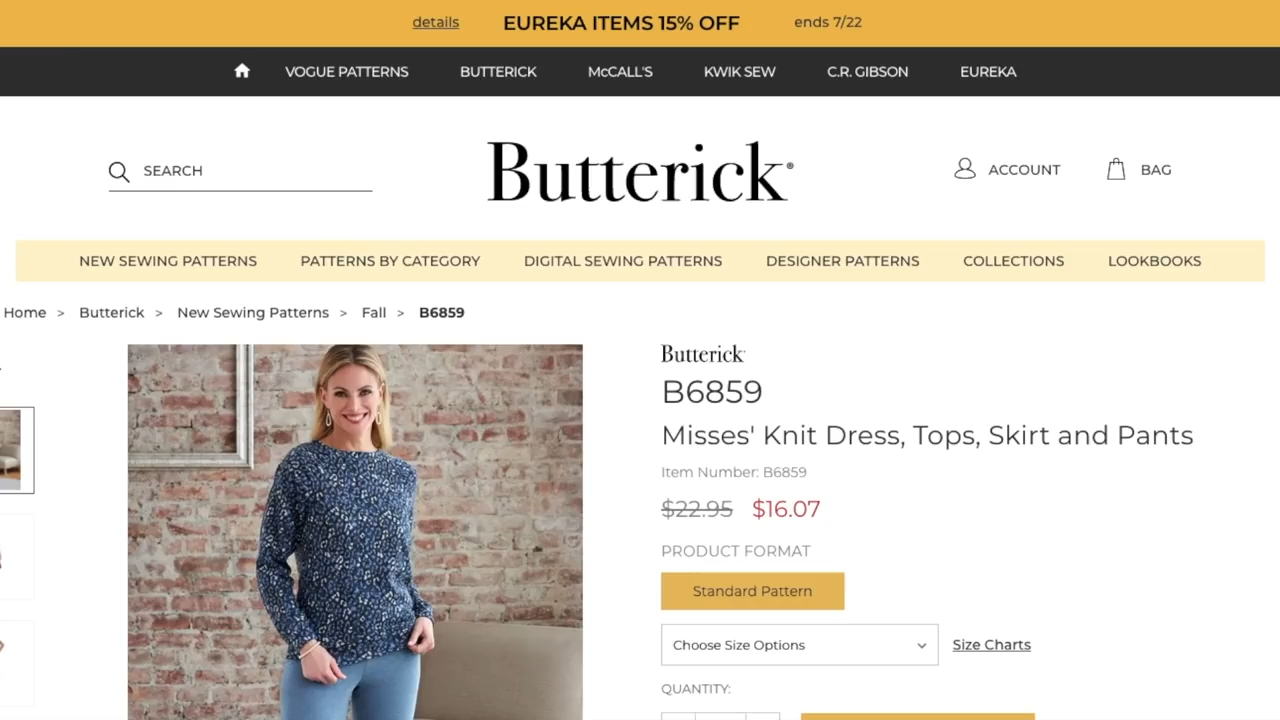 details EUREKA ITEMS 15% OFF ends 7/22
VOGUE PATTERNS BUTTERICK McCALL'S KWIK SEW C.R. GIBSON EUREKA
SEARCH
Butterick®
ACCOUNT BAG
NEW SEWING PATTERNS PATTERNS BY CATEGORY DIGITAL SEWING PATTERNS DESIGNER PATTERNS COLLECTIONS LOOKBOOKS
Home > Butterick > New Sewing Patterns > Fall > B6859
Butterick
B6859
Misses' Knit Dress, Tops, Skirt and Pants
Item Number: B6859
$22.95 $16.07
PRODUCT FORMAT
Standard Pattern
Choose Size Options
Size Charts
QUANTITY: